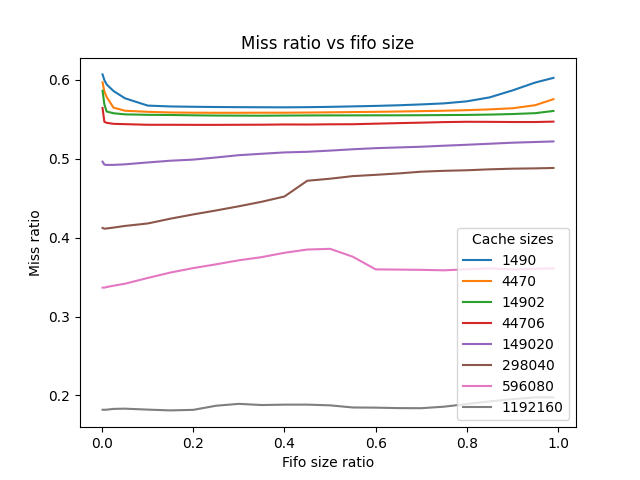 Miss ratio vs fifo size
Miss ratio
0.6
0.5
0.4
0.3
0.2
0.0 0.2 0.4 0.6 0.8 1.0
Fifo size ratio
Cache sizes
1490
4470
14902
44706
149020
298040
596080
1192160